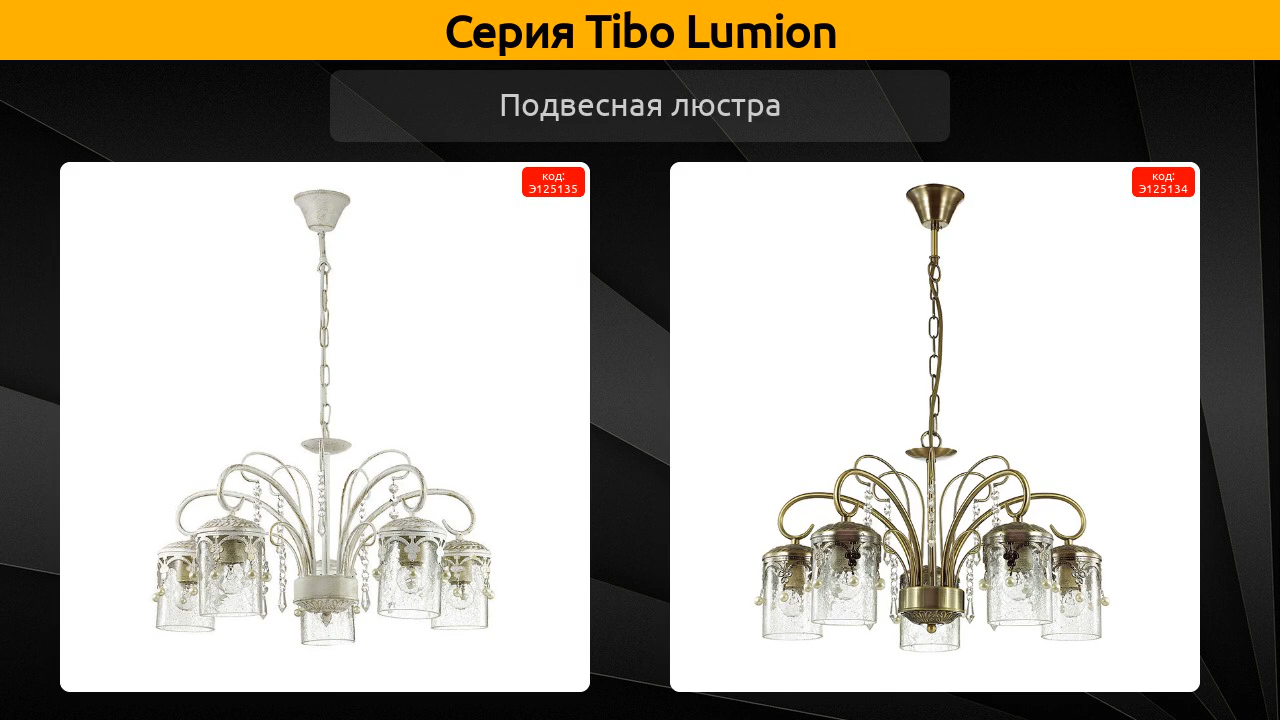 Серия Tibo Lumion
Подвесная люстра
код:
Э125135
код:
Э125134